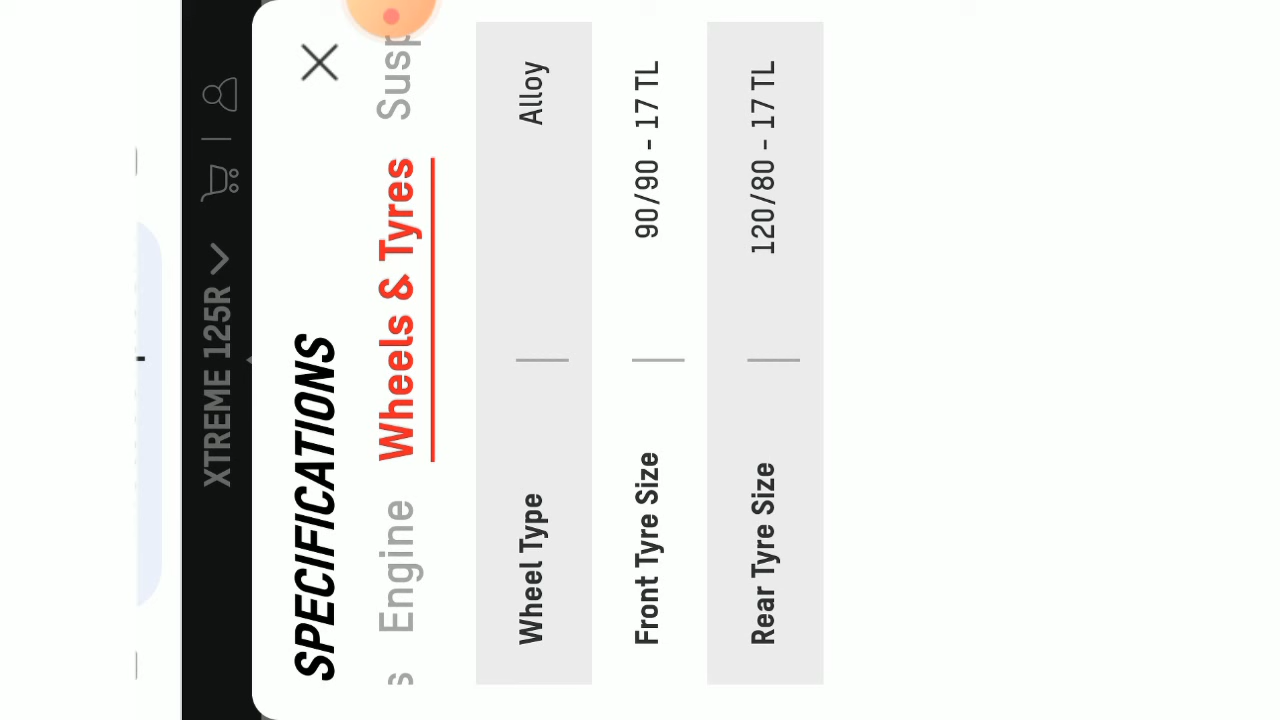 XTREME 125R
SPECIFICATIONS
Engine Wheels & Tyres Susp
Wheel Type Alloy
Front Tyre Size 90/90 - 17 TL
Rear Tyre Size 120/80 - 17 TL